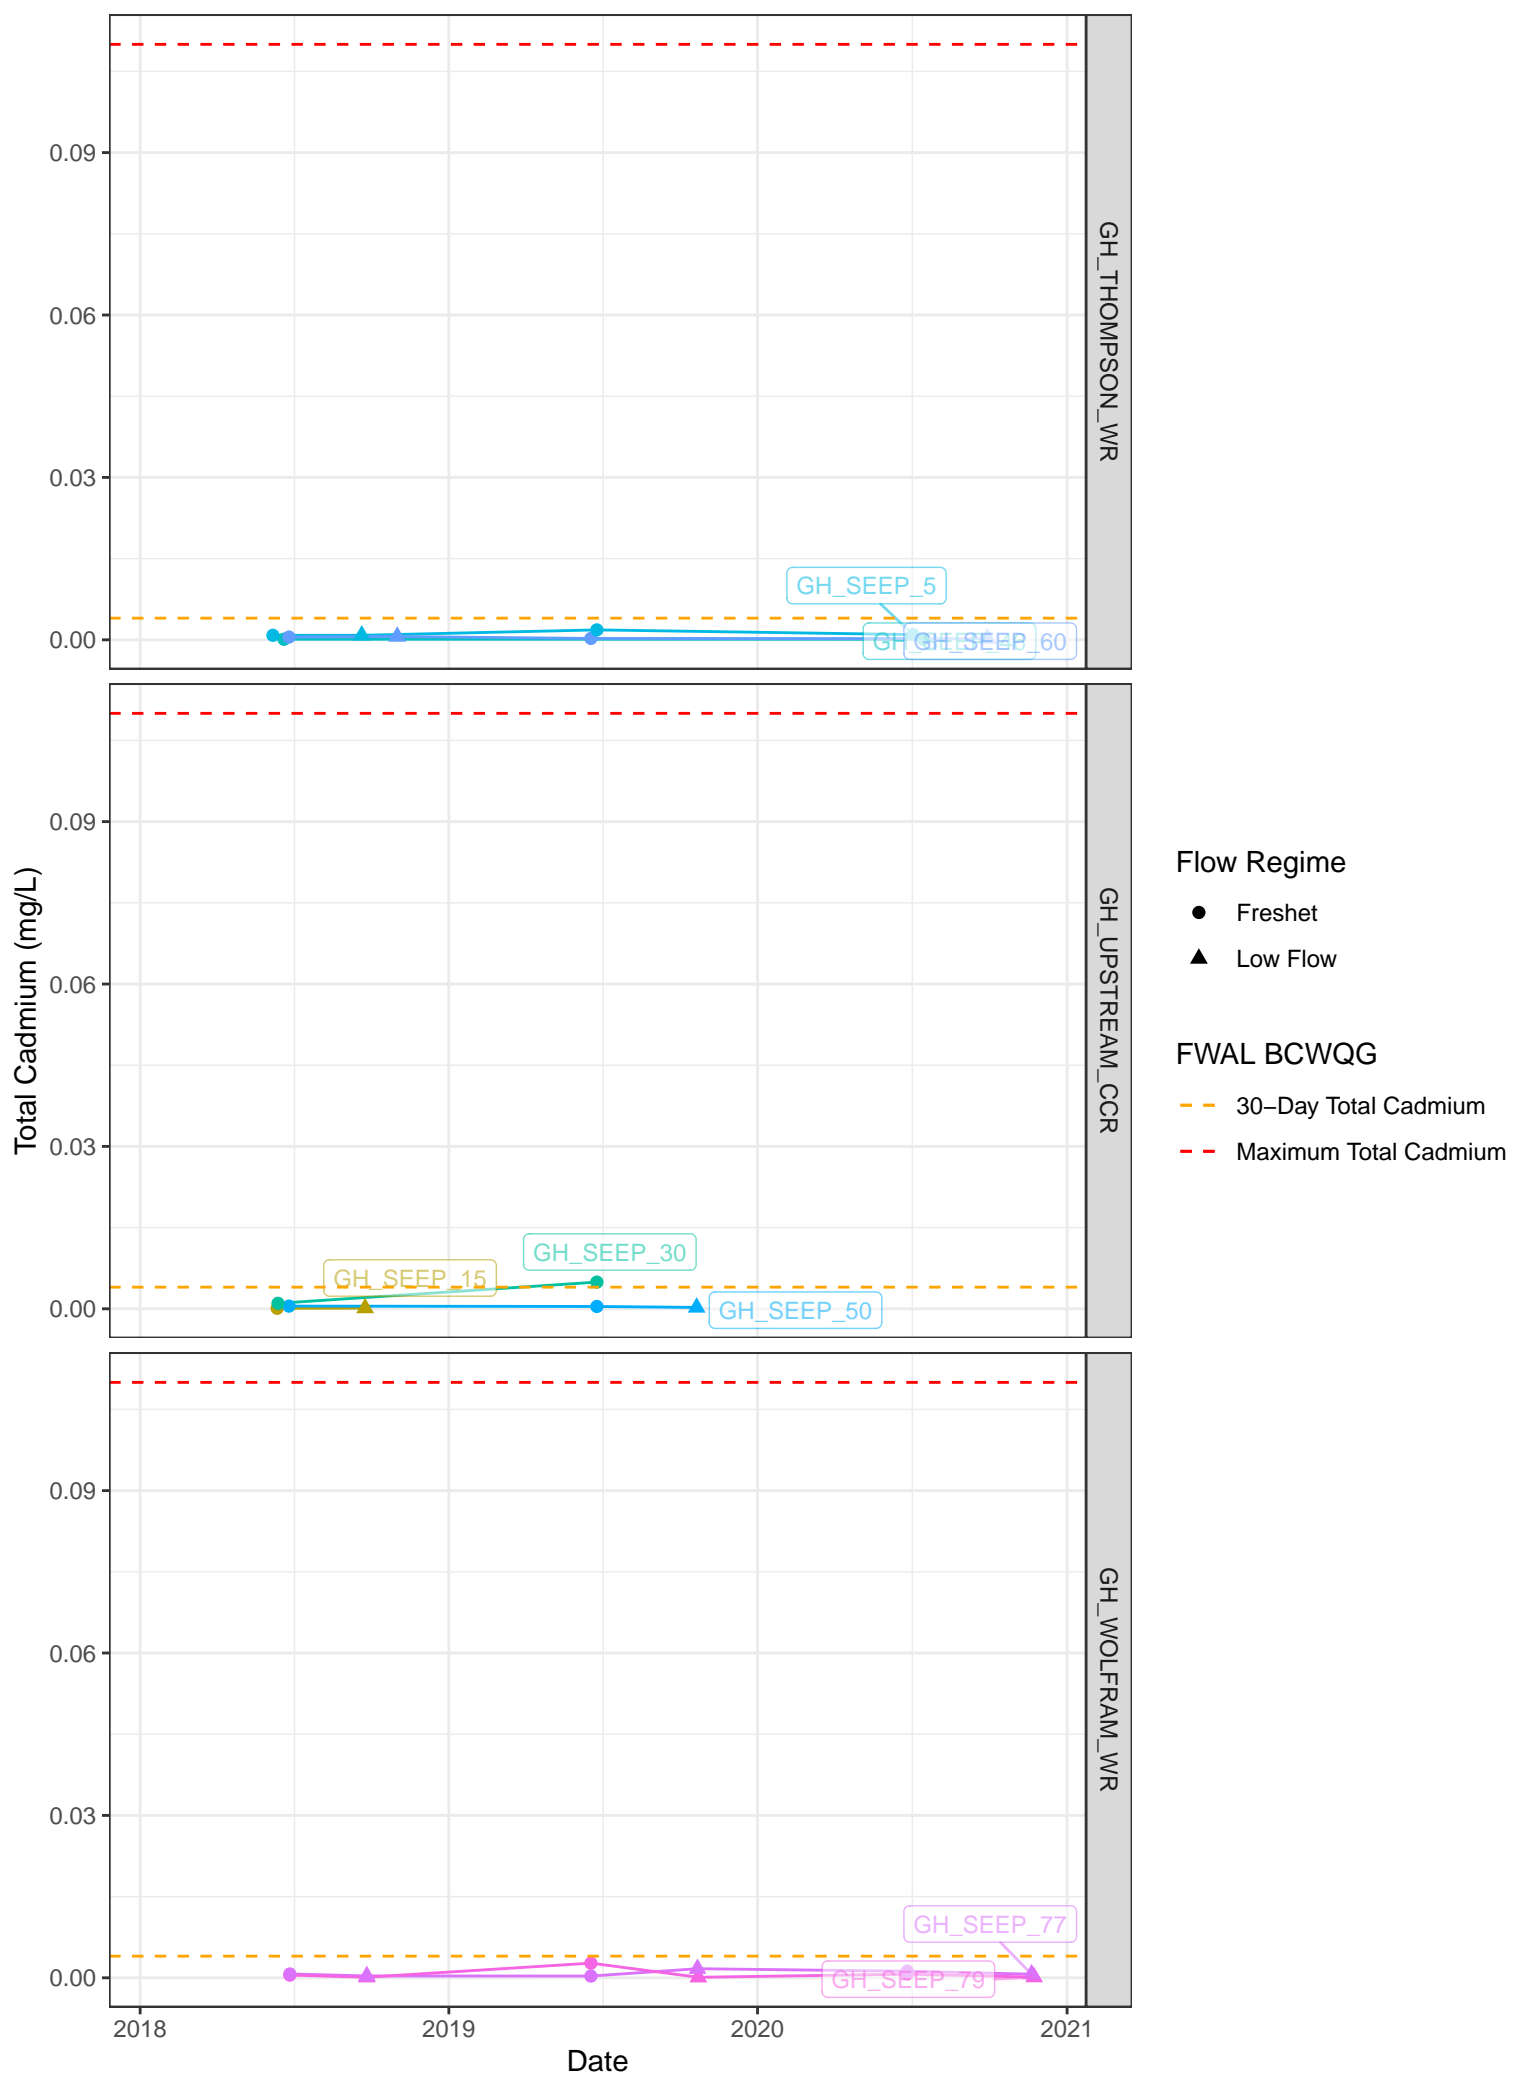 0.09
0.06
0.03
0.00
GH_SEEP_5
GH_SEEP_60
GH_THOMPSON_WR
0.09
0.06
0.03
0.00
GH_SEEP_30
GH_SEEP_15
GH_SEEP_50
GH_UPSTREAM_CCR
0.09
0.06
0.03
0.00
GH_SEEP_77
GH_SEEP_79
GH_WOLFRAM_WR
2018
2019
2020
2021
Date
Total Cadmium (mg/L)
Flow Regime
Freshet
Low Flow
FWAL BCWQG
30−Day Total Cadmium
Maximum Total Cadmium